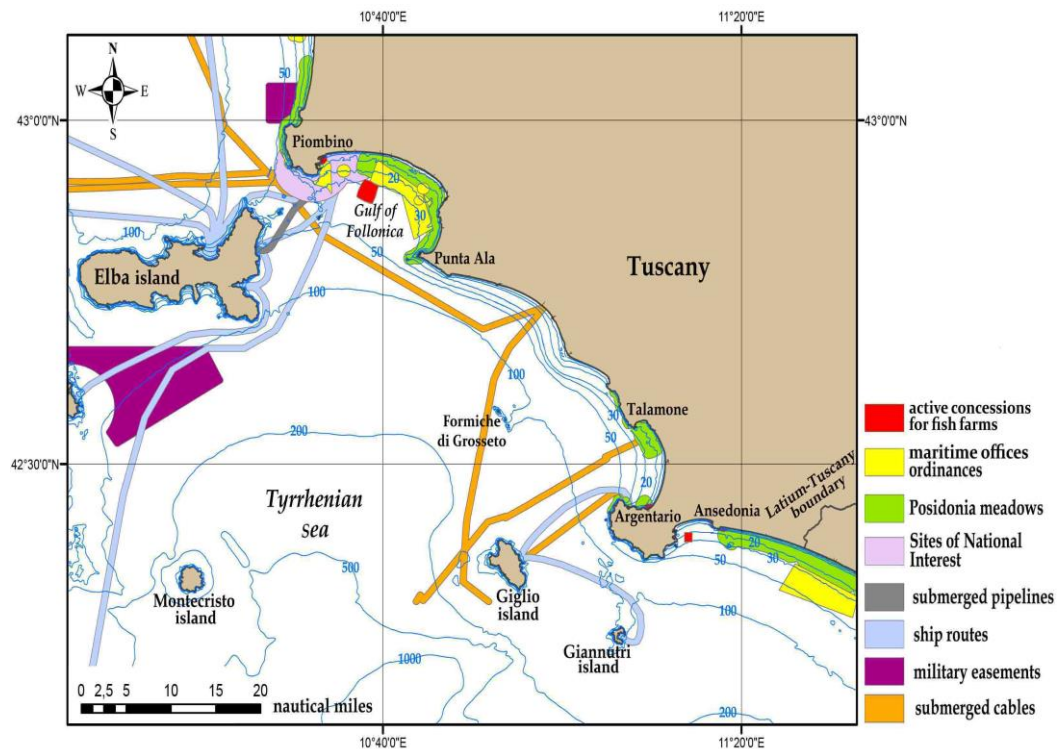 10°40'0"E
11°20'0"E
N
W
E
S
50
43°0'0"N
43°0'0"N
Piombino
20
100
30
Gulf of
Follonica
50
Punta Ala
Elba island
Tuscany
100
100
Formiche
di Grosseto
Talamone
30
50
200
42°30'0"N
42°30'0"N
20
Tyrrhenian
sea
Argentario
Ansedonia
Latium-Tuscany
boundary
20
30
50
500
Montecristo
island
Giglio
island
100
Giannutri
island
1000
200
0 2,5 5 10 15 20
nautical miles
10°40'0"E
11°20'0"E
active concessions
for fish farms
maritime offices
ordinances
Posidonia meadows
Sites of National
Interest
submerged pipelines
ship routes
military easements
submerged cables